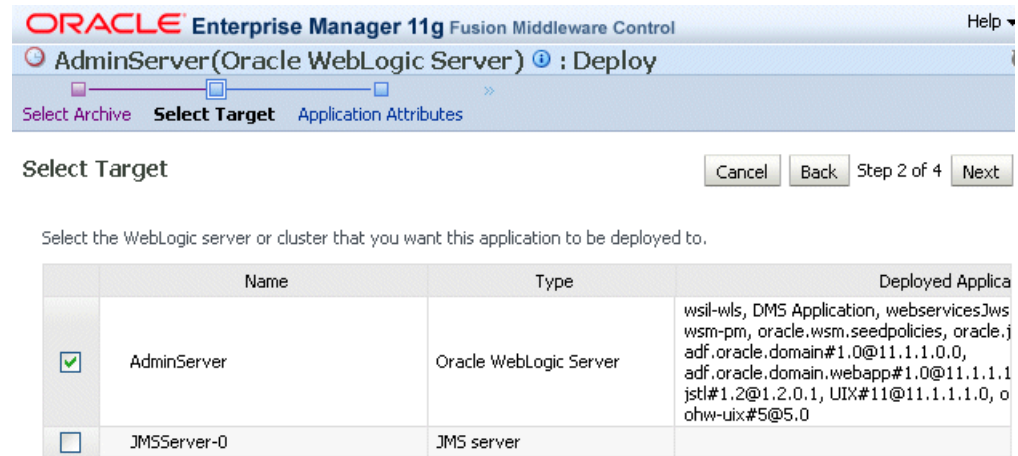 ORACLE Enterprise Manager 11g Fusion Middleware Control
Help
AdminServer(Oracle WebLogic Server) : Deploy
Select Archive Select Target Application Attributes
Select Target
Cancel Back Step 2 of 4 Next
Select the WebLogic server or cluster that you want this application to be deployed to.
Name Type Deployed Applica
wsil-wls, DMS Application, webservicesJws
wsm-pm, oracle.wsm.seedpolicies, oracle.j
AdminServer Oracle WebLogic Server adf.oracle.domain#1.0@11.1.1.0.0,
adf.oracle.domain.webapp#1.0@11.1.1.1
jstl#1.2@1.2.0.1, UIX#11@11.1.1.1.0, o
ohw-uix#5@5.0
JMSServer-0 JMS server